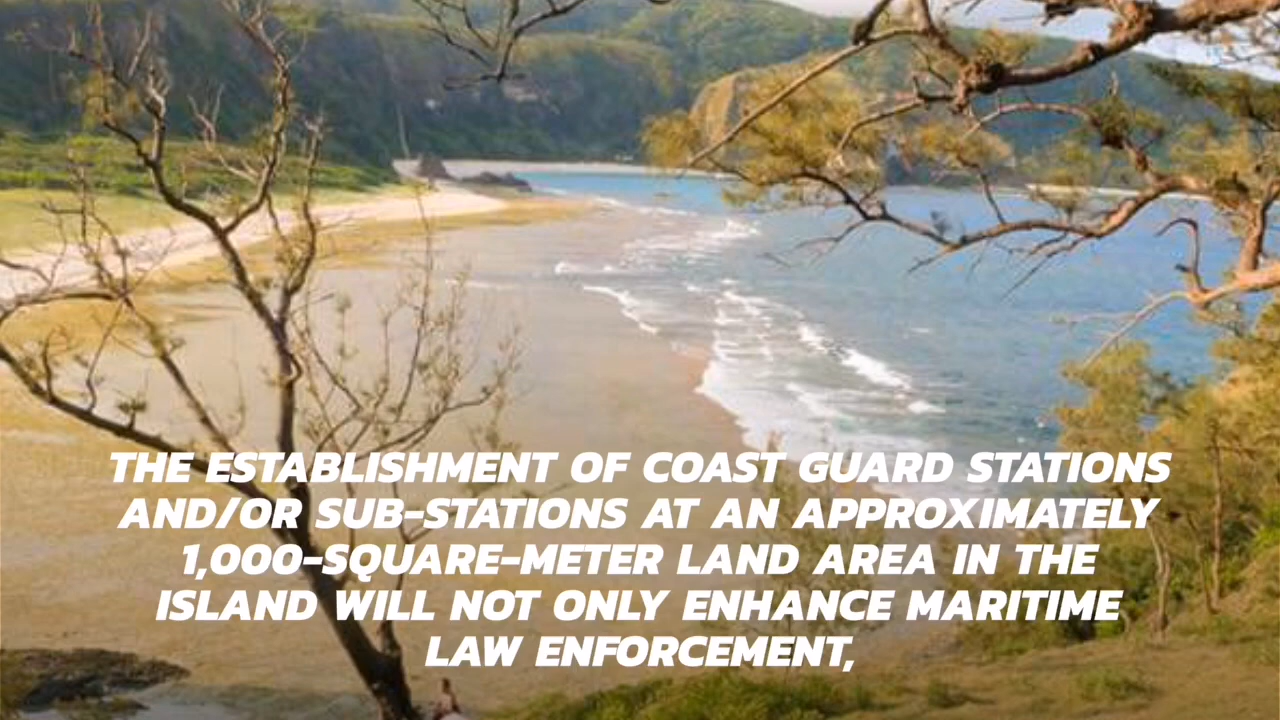 THE ESTABLISHMENT OF COAST GUARD STATIONS
AND/OR SUB-STATIONS AT AN APPROXIMATELY
1,000-SQUARE-METER LAND AREA IN THE
ISLAND WILL NOT ONLY ENHANCE MARITIME
LAW ENFORCEMENT,